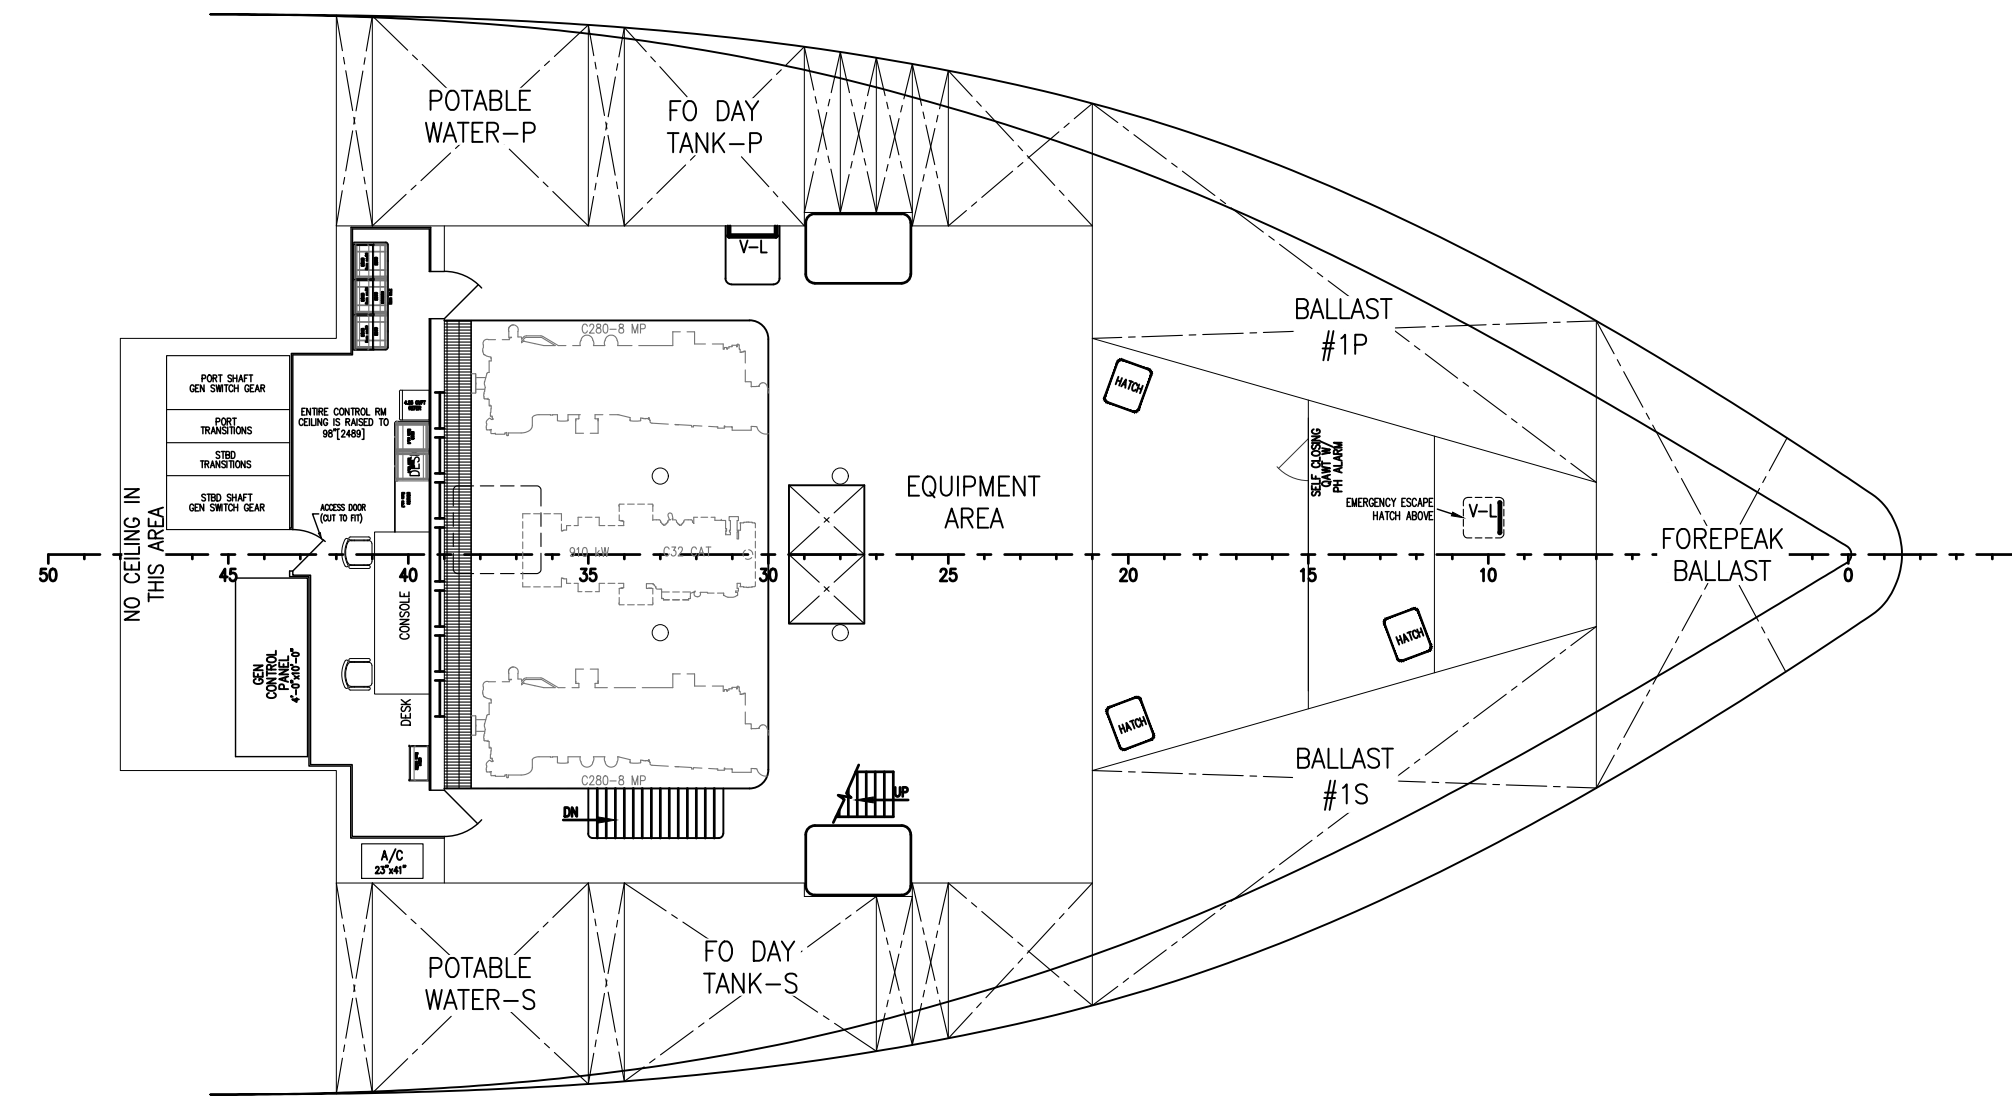 POTABLE
WATER-P
FO DAY
TANK-P
V-L
C280-8 MP
BALLAST
#1P
HATCH
PORT SHAFT
GEN SWITCH GEAR
PORT
TRANSITIONS
STBD
TRANSITIONS
STBD SHAFT
GEN SWITCH GEAR
ENTIRE CONTROL RM
CEILING IS RAISED TO
98"[2489]
DESK
ACCESS DOOR
(CUT TO FIT)
NO CEILING IN
THIS AREA
EQUIPMENT
AREA
SELF CLOSING
QAWT W/
PH ALARM
EMERGENCY ESCAPE
HATCH ABOVE
V-L
910 kW
C32 CAT
FOREPEAK
BALLAST
50
45
40
35
30
25
20
15
10
0
GEN
CONTROL
PANEL
4'-0"x10'-0"
CONSOLE
DESK
HATCH
HATCH
C280-8 MP
BALLAST
#1S
DN
UP
A/C
23"x41"
POTABLE
WATER-S
FO DAY
TANK-S